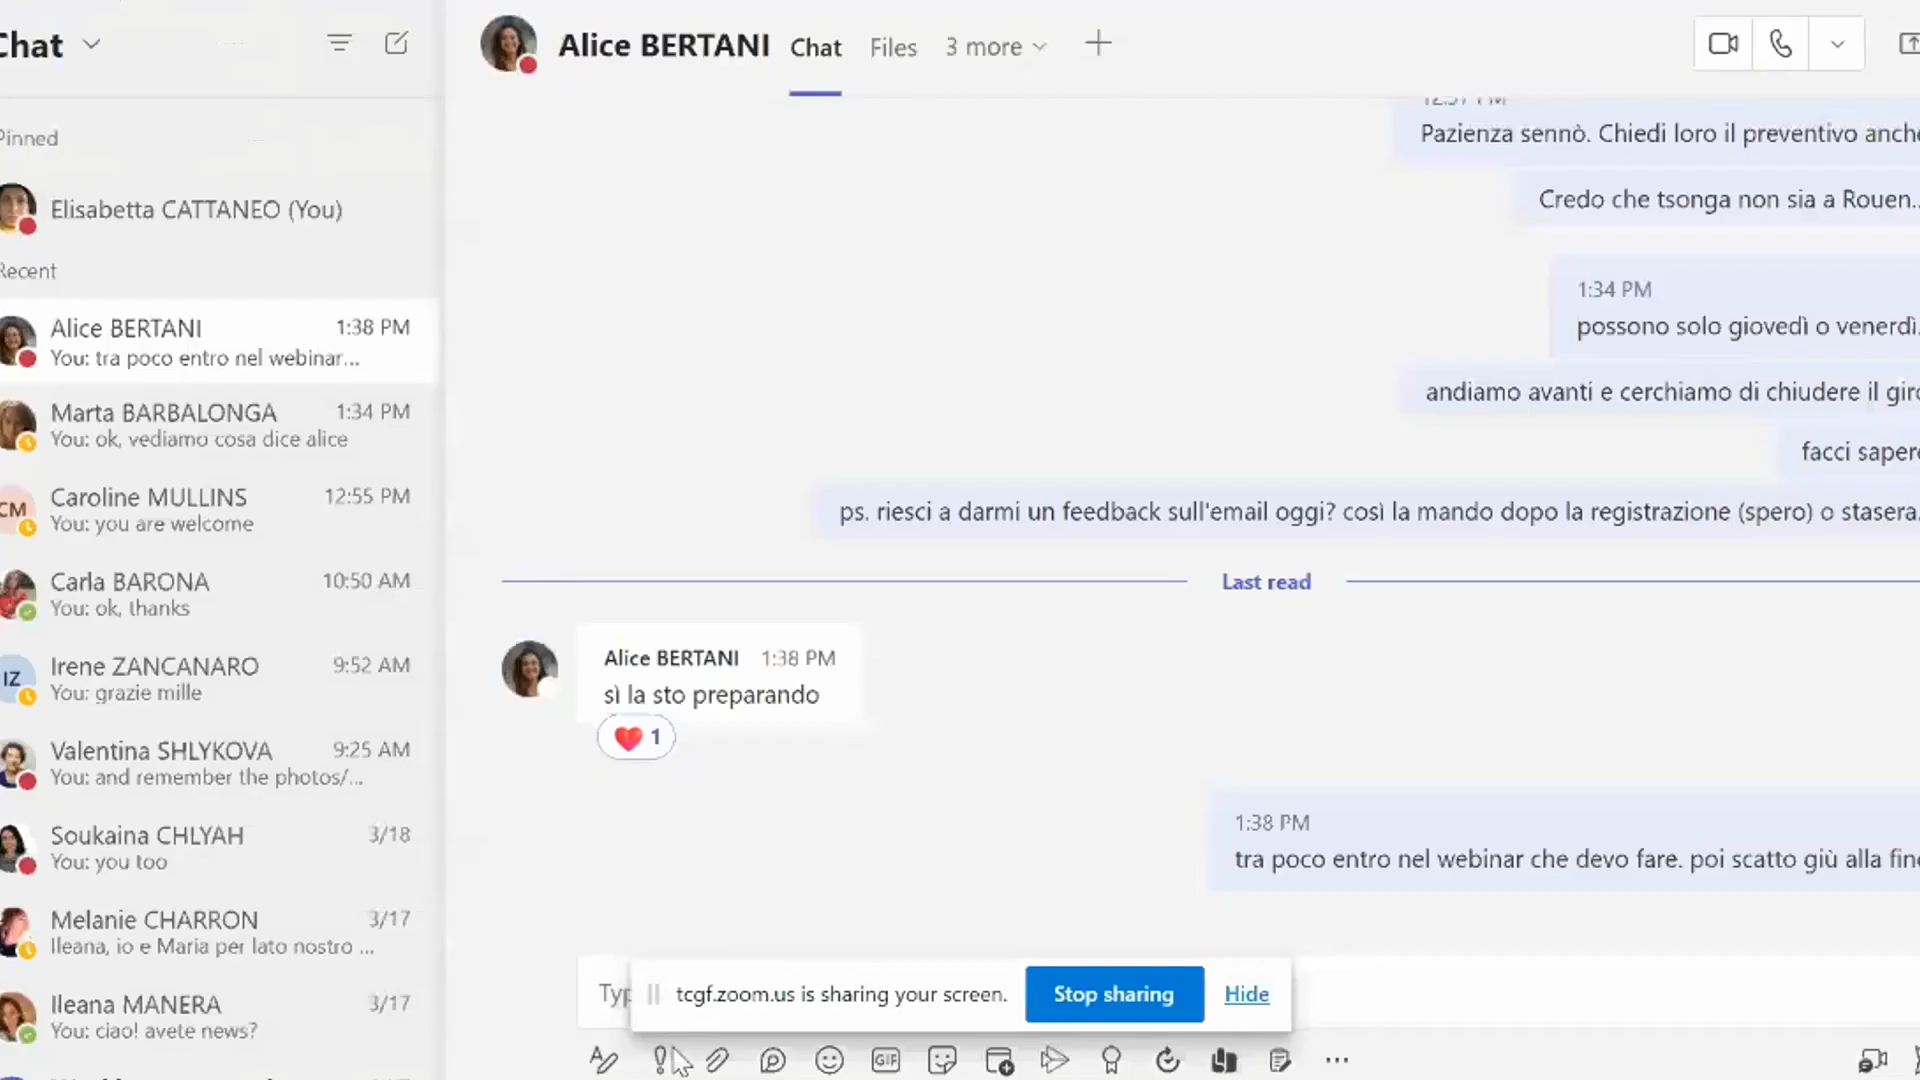 Chat
Pinned
Elisabetta CATTANEO (You)
Recent
Alice BERTANI 1:38 PM
You: tra poco entro nel webinar...
Marta BARBALONGA 1:34 PM
You: ok, vediamo cosa dice alice
CM
Caroline MULLINS 12:55 PM
You: you are welcome
Carla BARONA 10:50 AM
You: ok, thanks
IZ
Irene ZANCANARO 9:52 AM
You: grazie mille
Valentina SHLYKOVA 9:25 AM
You: and remember the photos/...
Soukaina CHLYAH 3/18
You: you too
Melanie CHARRON 3/17
Ileana, io e Maria per lato nostro ...
Ileana MANERA 3/17
You: ciao! avete news?
Alice BERTANI Chat Files 3 more
12:37 PM
Pazienza sennò. Chiedi loro il preventivo anche
Credo che tsonga non sia a Rouen..
1:34 PM
possono solo giovedì o venerdì.
andiamo avanti e cerchiamo di chiudere il giro
facci sapere
ps. riesci a darmi un feedback sull'email oggi? così la mando dopo la registrazione (spero) o stasera.
Last read
Alice BERTANI 1:38 PM
sì la sto preparando
1
1:38 PM
tra poco entro nel webinar che devo fare. poi scatto giù alla fine
Typ
tcgf.zoom.us is sharing your screen. Stop sharing Hide
GIF